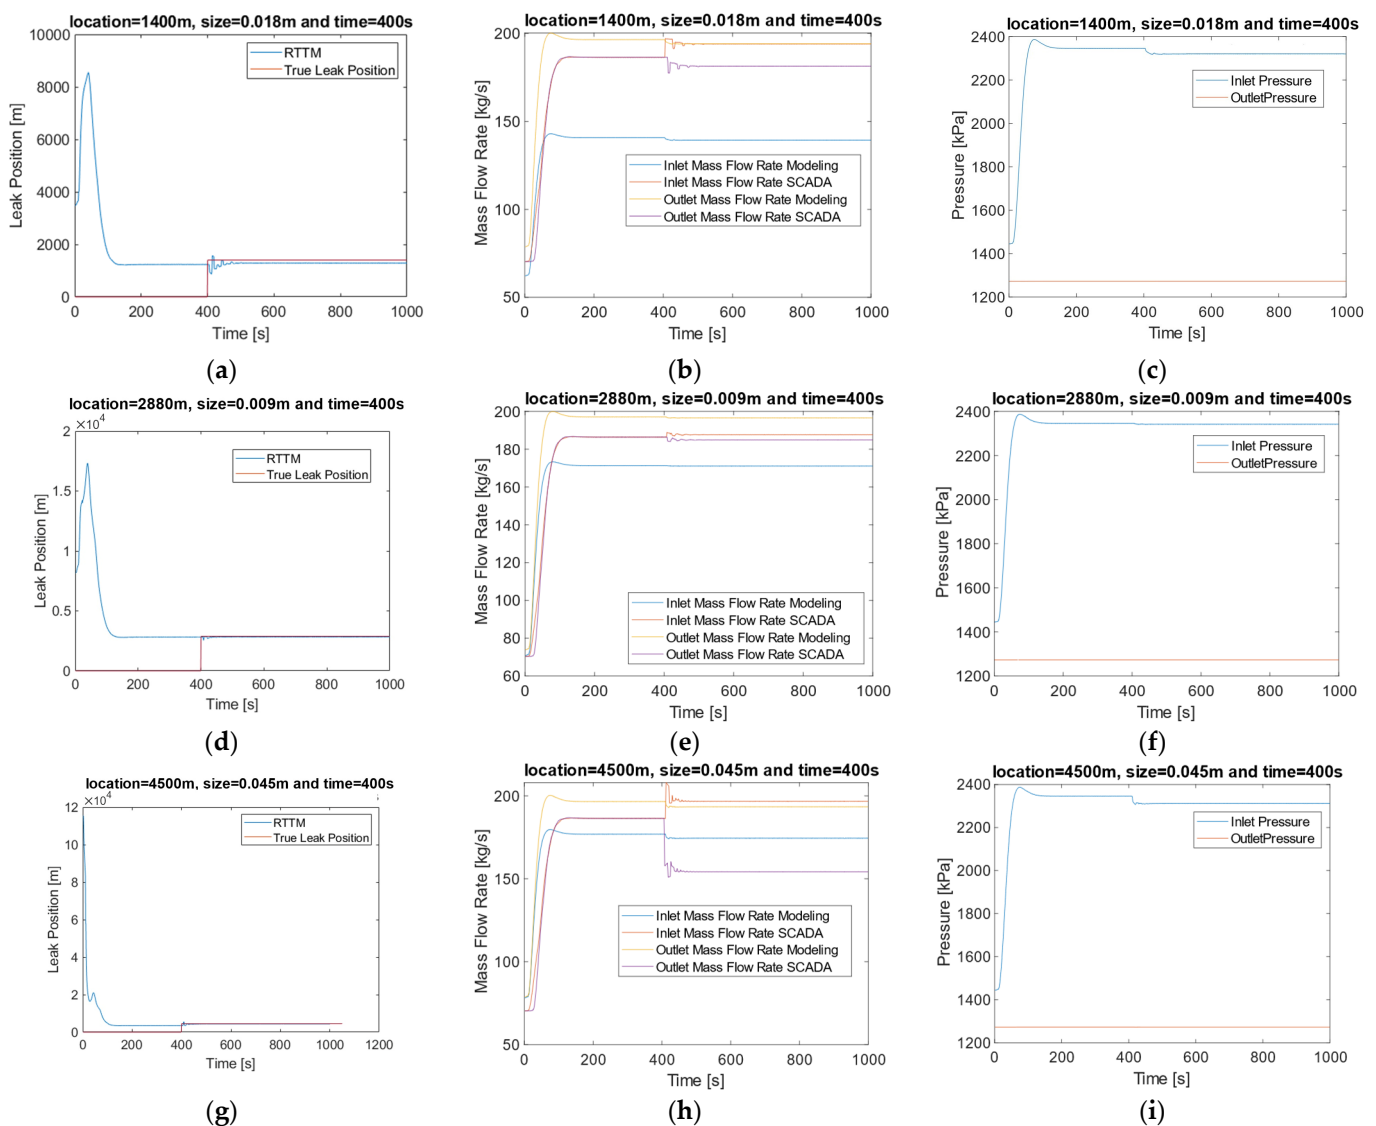 location=1400m, size=0.018m and time=400s
10000
8000
6000
4000
2000
0
Leak Position [m]
RTTM
True Leak Position
0 200 400 600 800 1000
Time [s]
(a)
location=1400m, size=0.018m and time=400s
200
150
100
50
Mass Flow Rate [kg/s]
Inlet Mass Flow Rate Modeling
Inlet Mass Flow Rate SCADA
Outlet Mass Flow Rate Modeling
Outlet Mass Flow Rate SCADA
0 200 400 600 800 1000
Time [s]
(b)
location=1400m, size=0.018m and time=400s
2400
2200
2000
1800
1600
1400
1200
Pressure [kPa]
Inlet Pressure
OutletPressure
0 200 400 600 800 1000
Time [s]
(c)
location=2880m, size=0.009m and time=400s
×10⁴
2
1.5
1
0.5
0
Leak Position [m]
RTTM
True Leak Position
0 200 400 600 800 1000
Time [s]
(d)
location=2880m, size=0.009m and time=400s
200
180
160
140
120
100
80
60
Mass Flow Rate [kg/s]
Inlet Mass Flow Rate Modeling
Inlet Mass Flow Rate SCADA
Outlet Mass Flow Rate Modeling
Outlet Mass Flow Rate SCADA
0 200 400 600 800 1000
Time [s]
(e)
location=2880m, size=0.009m and time=400s
2400
2200
2000
1800
1600
1400
1200
Pressure [kPa]
Inlet Pressure
OutletPressure
0 200 400 600 800 1000
Time [s]
(f)
location=4500m, size=0.045m and time=400s
×10⁴
12
10
8
6
4
2
0
Leak Position [m]
RTTM
True Leak Position
0 200 400 600 800 1000 1200
Time [s]
(g)
location=4500m, size=0.045m and time=400s
200
150
100
50
Mass Flow Rate [kg/s]
Inlet Mass Flow Rate Modeling
Inlet Mass Flow Rate SCADA
Outlet Mass Flow Rate Modeling
Outlet Mass Flow Rate SCADA
0 200 400 600 800 1000
Time [s]
(h)
location=4500m, size=0.045m and time=400s
2400
2200
2000
1800
1600
1400
1200
Pressure [kPa]
Inlet Pressure
OutletPressure
0 200 400 600 800 1000
Time [s]
(i)